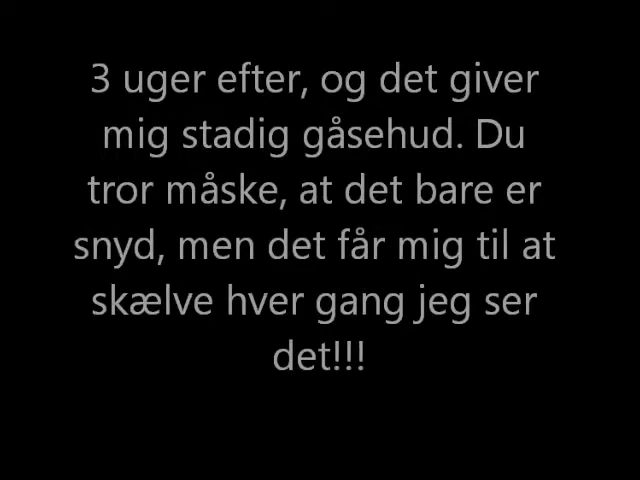 3 uger efter, og det giver
mig stadig gåsehud. Du
tror måske, at det bare er
snyd, men det får mig til at
skælve hver gang jeg ser
det!!!